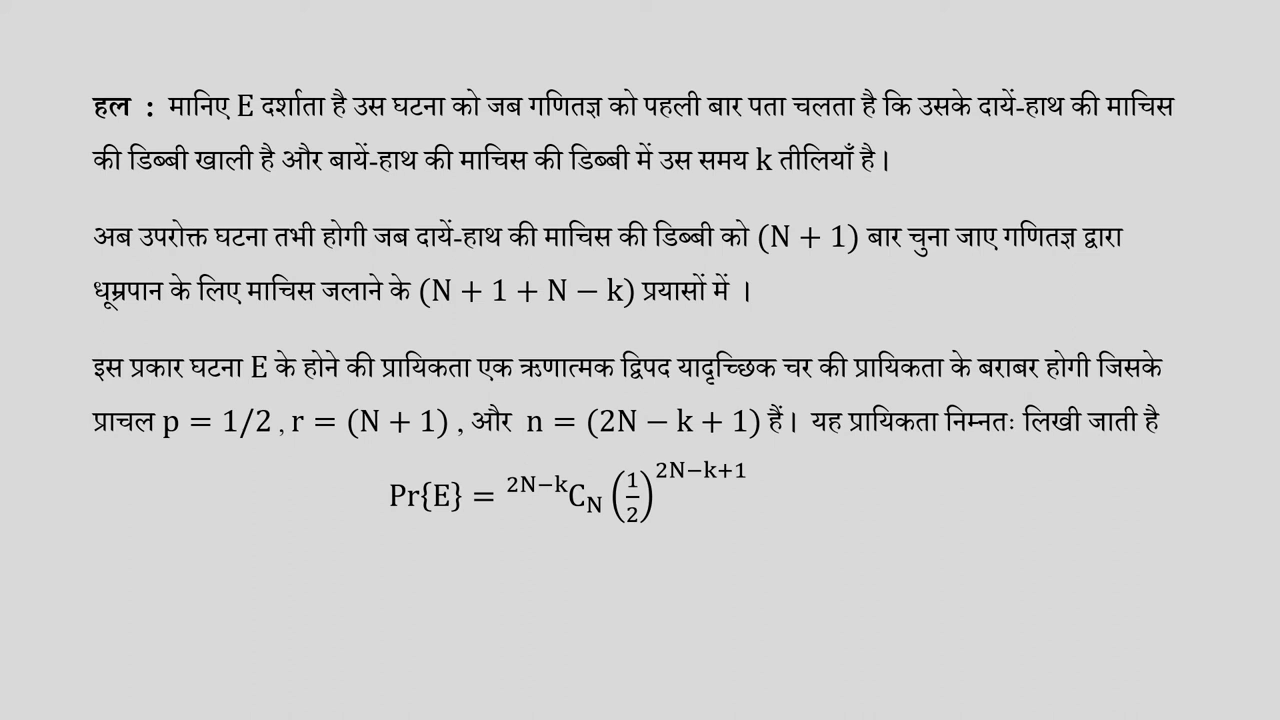 हल : मानिए E दर्शाता है उस घटना को जब गणितज्ञ को पहली बार पता चलता है कि उसके दायें-हाथ की माचिस
की डिब्बी खाली है और बायें-हाथ की माचिस की डिब्बी में उस समय k तीलियाँ है।
अब उपरोक्त घटना तभी होगी जब दायें-हाथ की माचिस की डिब्बी को (N + 1) बार चुना जाए गणितज्ञ द्वारा
धूम्रपान के लिए माचिस जलाने के (N + 1 + N − k) प्रयासों में ।
इस प्रकार घटना E के होने की प्रायिकता एक ऋणात्मक द्विपद यादृच्छिक चर की प्रायिकता के बराबर होगी जिसके
प्राचल p = 1/2 , r = (N + 1) , और n = (2N − k + 1) हैं। यह प्रायिकता निम्नतः लिखी जाती है
Pr{E} = ^{2N−k}C_N (1/2)^{2N−k+1}